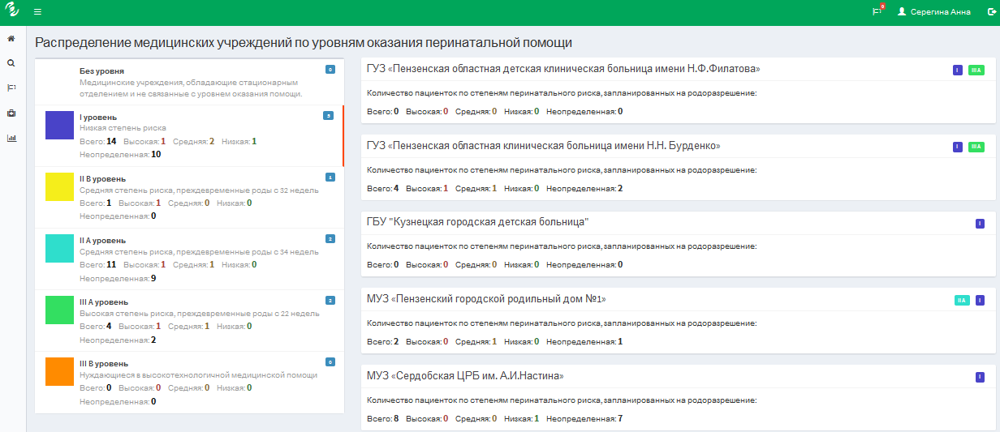 0
Серегина Анна
Распределение медицинских учреждений по уровням оказания перинатальной помощи
Без уровня
0
Медицинские учреждения, обладающие стационарным
отделением и не связанные с уровнем оказания помощи.
I уровень
Низкая степень риска
Всего: 14 Высокая: 1 Средняя: 2 Низкая: 1
Неопределенная: 10
II В уровень
1
Средняя степень риска, преждевременные роды с 32 недель
Всего: 1 Высокая: 1 Средняя: 0 Низкая: 0
Неопределенная: 0
II А уровень
2
Средняя степень риска, преждевременные роды с 34 недель
Всего: 11 Высокая: 1 Средняя: 1 Низкая: 0
Неопределенная: 9
III А уровень
2
Высокая степень риска, преждевременные роды с 22 недель
Всего: 4 Высокая: 1 Средняя: 1 Низкая: 0
Неопределенная: 2
III В уровень
0
Нуждающиеся в высокотехнологичной медицинской помощи
Всего: 0 Высокая: 0 Средняя: 0 Низкая: 0
Неопределенная: 0
ГУЗ «Пензенская областная детская клиническая больница имени Н.Ф.Филатова»
I IIIA
Количество пациенток по степеням перинатального риска, запланированных на родоразрешение:
Всего: 0 Высокая: 0 Средняя: 0 Низкая: 0 Неопределенная: 0
ГУЗ «Пензенская областная клиническая больница имени Н.Н. Бурденко»
I IIIA
Количество пациенток по степеням перинатального риска, запланированных на родоразрешение:
Всего: 4 Высокая: 1 Средняя: 1 Низкая: 0 Неопределенная: 2
ГБУ "Кузнецкая городская детская больница"
I
Количество пациенток по степеням перинатального риска, запланированных на родоразрешение:
Всего: 0 Высокая: 0 Средняя: 0 Низкая: 0 Неопределенная: 0
МУЗ «Пензенский городской родильный дом №1»
IIA I
Количество пациенток по степеням перинатального риска, запланированных на родоразрешение:
Всего: 2 Высокая: 0 Средняя: 1 Низкая: 0 Неопределенная: 1
МУЗ «Сердобская ЦРБ им. А.И.Настина»
I
Количество пациенток по степеням перинатального риска, запланированных на родоразрешение:
Всего: 8 Высокая: 0 Средняя: 0 Низкая: 1 Неопределенная: 7